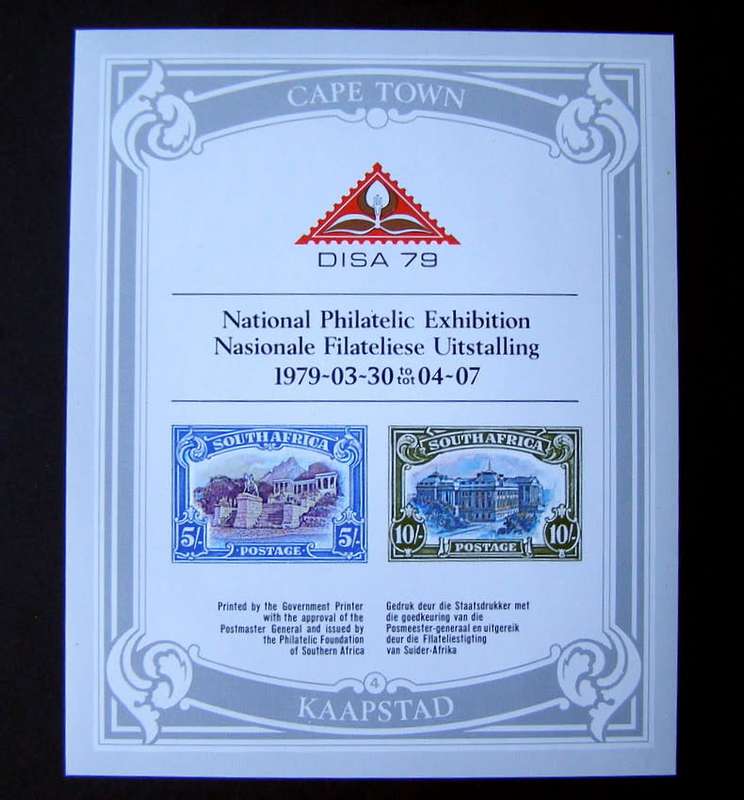 CAPE TOWN
DISA 79
National Philatelic Exhibition
Nasionale Filateliese Uitstalling
1979-03-30 to tot 04-07
SOUTH AFRICA
5/- 5/-
POSTAGE
SOUTH AFRICA
10/- 10/-
POSTAGE
Printed by the Government Printer
with the approval of the
Postmaster General and issued by
the Philatelic Foundation
of Southern Africa
Gedruk deur die Staatsdrukker met
die goedkeuring van die
Posmeester-generaal en uitgereik
deur die Filateliestigting
van Suider-Afrika
4
KAAPSTAD